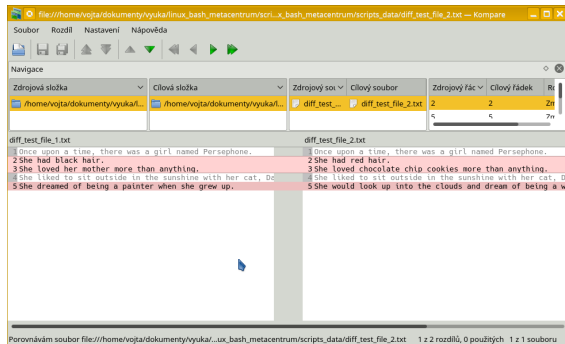 file:///home/vojta/dokumenty/vyuka/linux_bash_metacentrum/scri...x_bash_metacentrum/scripts_data/diff_test_file_2.txt — Kompare
Soubor Rozdíl Nastavení Nápověda
Navigace
Zdrojová složka Cílová složka Zdrojový sou Cílový soubor Zdrojový řác Cílový řádek
/home/vojta/dokumenty/vyuka/l... /home/vojta/dokumenty/vyuka/l... diff_test_... diff_test_file_2.txt 2 2 Zn
5 5 Zn
diff_test_file_1.txt diff_test_file_2.txt
1 Once upon a time, there was a girl named Persephone.
2 She had black hair.
3 She loved her mother more than anything.
4 She liked to sit outside in the sunshine with her cat, Da
5 She dreamed of being a painter when she grew up.
1 Once upon a time, there was a girl named Persephone.
2 She had red hair.
3 She loved chocolate chip cookies more than anything.
4 She liked to sit outside in the sunshine with her cat, D
5 She would look up into the clouds and dream of being a w
Porovnávám soubor file:///home/vojta/dokumenty/vyuka/...ux_bash_metacentrum/scripts_data/diff_test_file_2.txt 1 z 2 rozdílů, 0 použitých 1 z 1 souboru